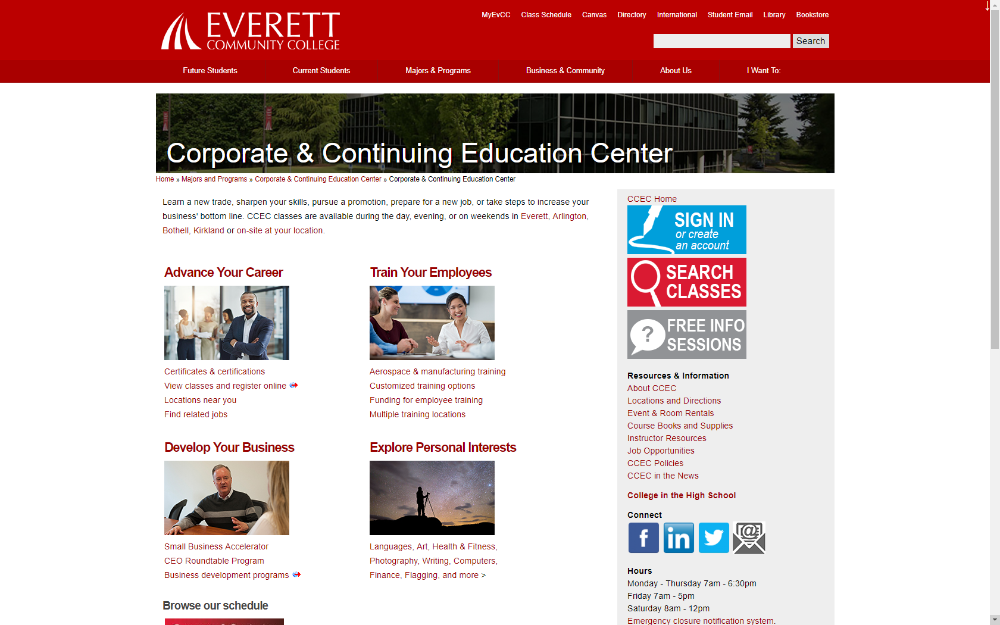 EVERETT
COMMUNITY COLLEGE
MyEvCC Class Schedule Canvas Directory International Student Email Library Bookstore
Search
Future Students Current Students Majors & Programs Business & Community About Us I Want To:
Corporate & Continuing Education Center
Home » Majors and Programs » Corporate & Continuing Education Center » Corporate & Continuing Education Center
Learn a new trade, sharpen your skills, pursue a promotion, prepare for a new job, or take steps to increase your
business' bottom line. CCEC classes are available during the day, evening, or on weekends in Everett, Arlington,
Bothell, Kirkland or on-site at your location.
Advance Your Career
Certificates & certifications
View classes and register online
Locations near you
Find related jobs
Train Your Employees
Aerospace & manufacturing training
Customized training options
Funding for employee training
Multiple training locations
Develop Your Business
Small Business Accelerator
CEO Roundtable Program
Business development programs
Explore Personal Interests
Languages, Art, Health & Fitness,
Photography, Writing, Computers,
Finance, Flagging, and more >
Browse our schedule
CCEC Home
SIGN IN
or create
an account
SEARCH
CLASSES
?
FREE INFO
SESSIONS
Resources & Information
About CCEC
Locations and Directions
Event & Room Rentals
Course Books and Supplies
Instructor Resources
Job Opportunities
CCEC Policies
CCEC in the News
College in the High School
Connect
f in @
Hours
Monday - Thursday 7am - 6:30pm
Friday 7am - 5pm
Saturday 8am - 12pm
Emergency closure notification system.